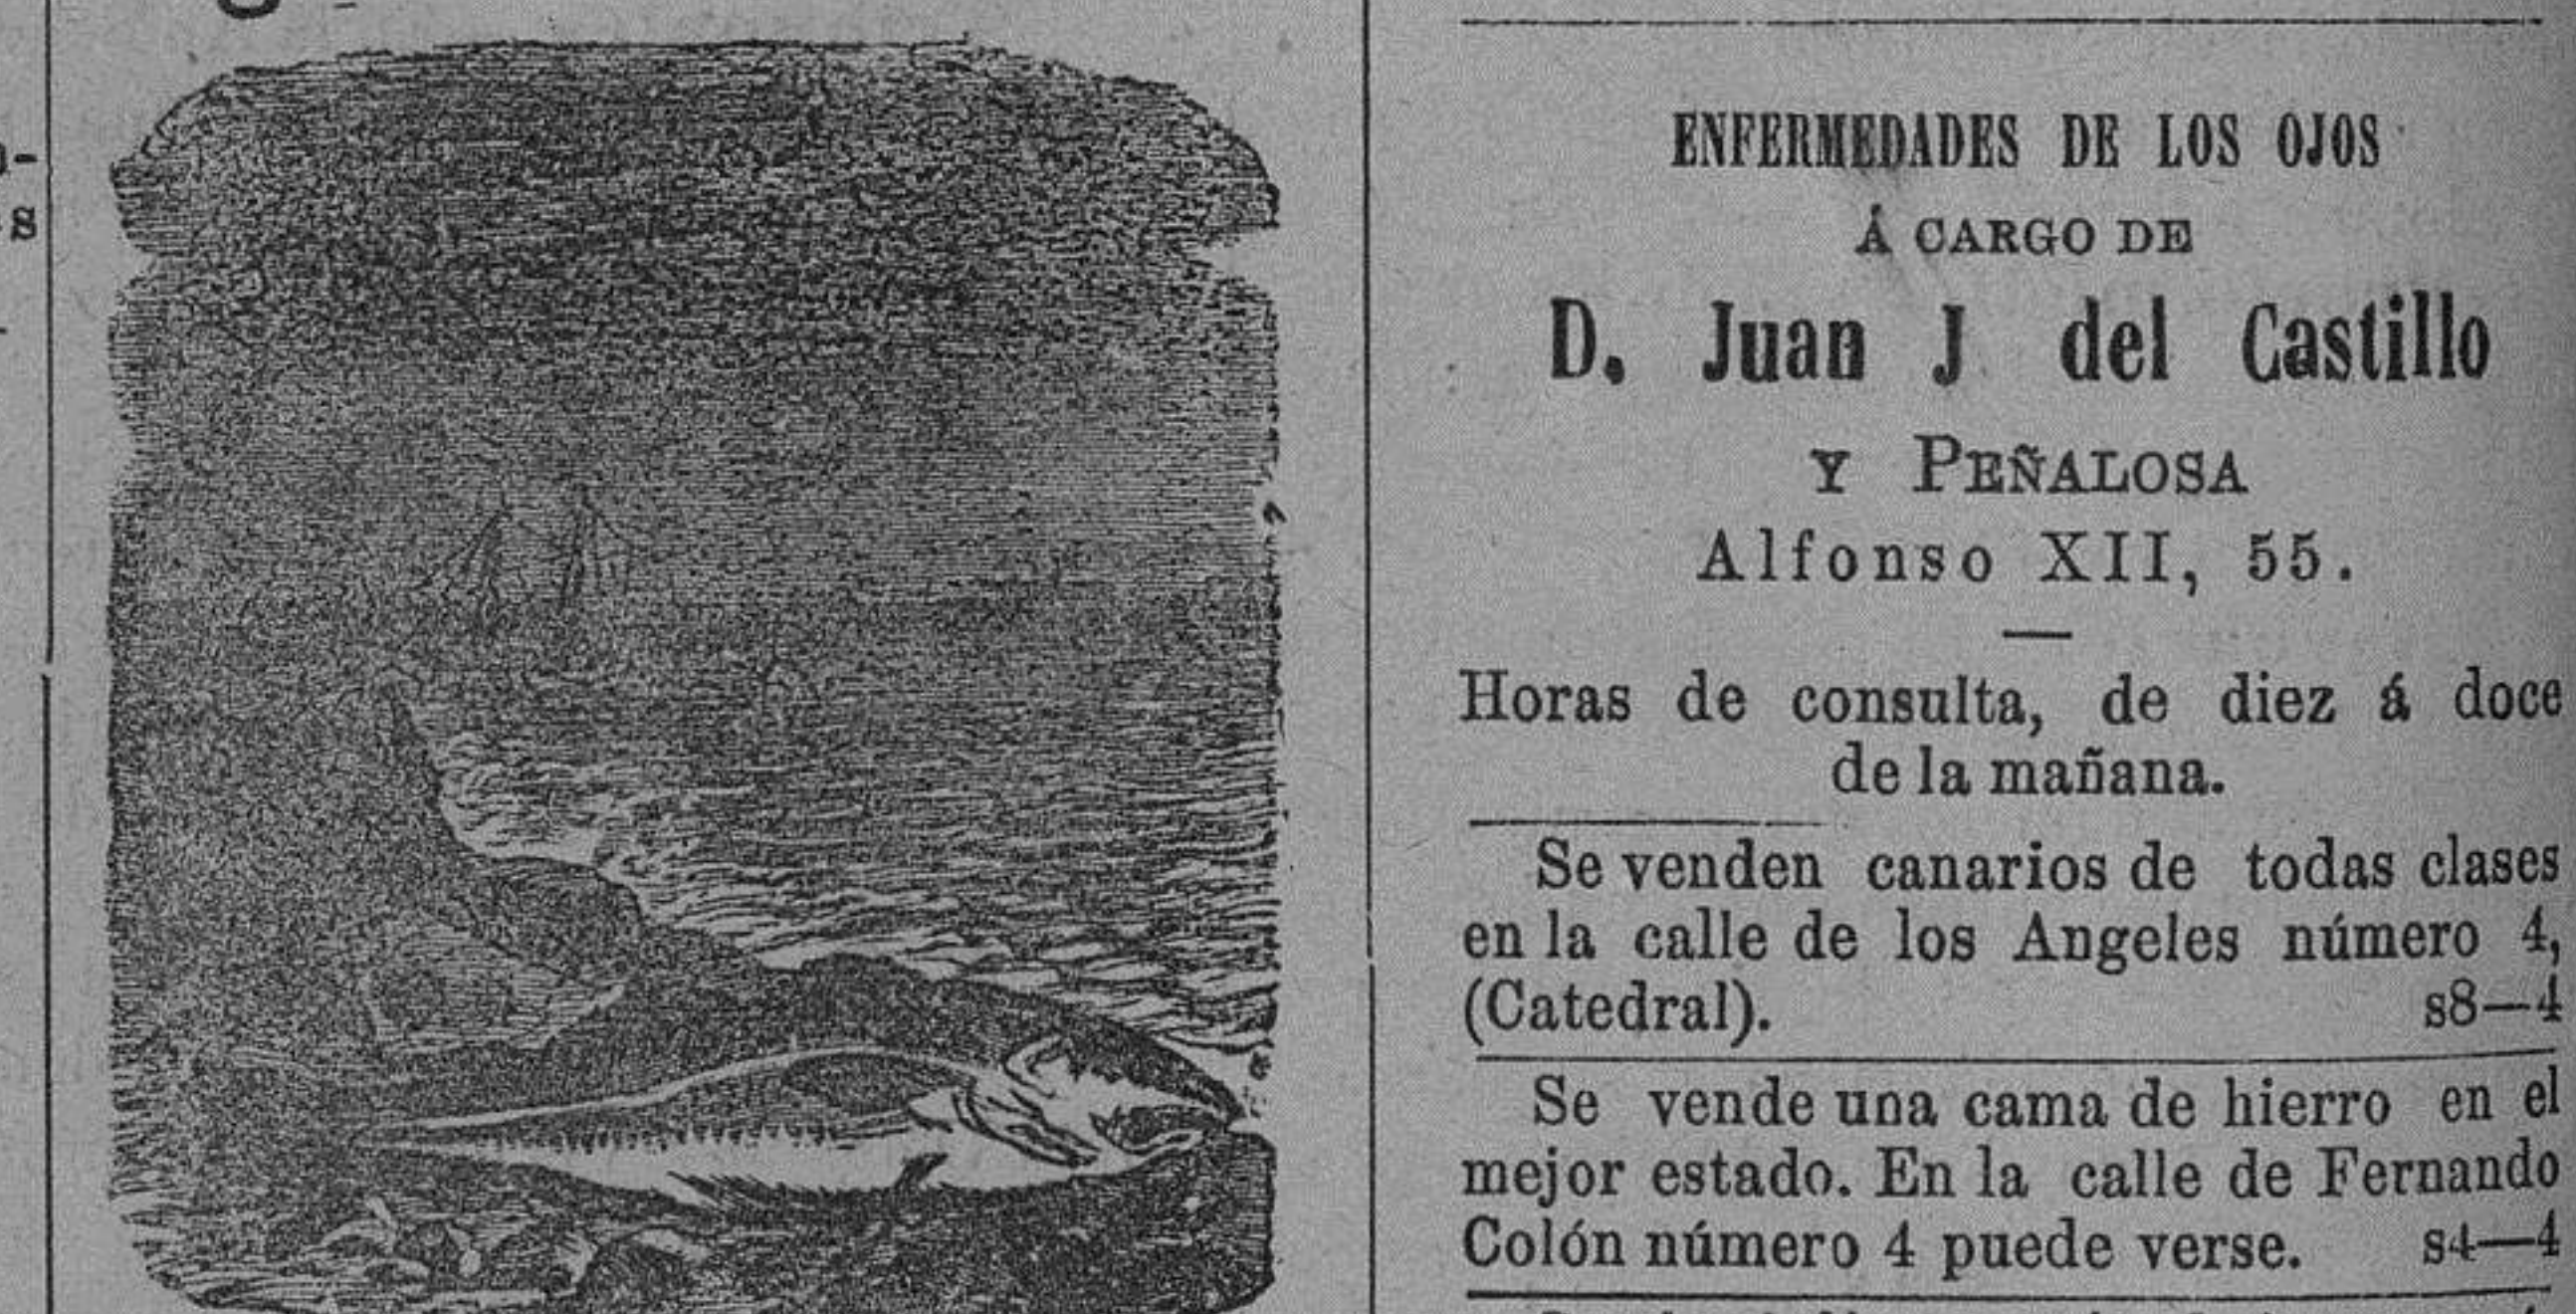 ENFERMEDADES DE LOS OJOS
Á CARGO DE
D. Juan J del Castillo
Y PEÑALOSA
Alfonso XII, 55.
Horas de consulta, de diez á doce
de la mañana.
Se venden canarios de todas clases
en la calle de los Angeles número 4,
(Catedral). s8—4
Se vende una cama de hierro en el
mejor estado. En la calle de Fernando
Colón número 4 puede verse. s4—4